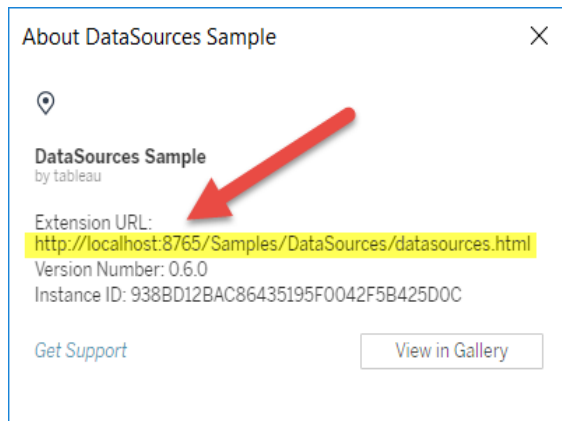 About DataSources Sample
DataSources Sample
by tableau
Extension URL:
http://localhost:8765/Samples/DataSources/datasources.html
Version Number: 0.6.0
Instance ID: 938BD12BAC86435195F0042F5B425D0C
Get Support
View in Gallery